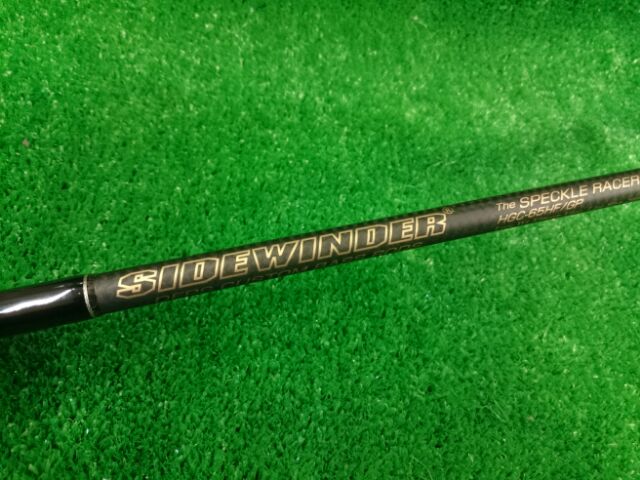 SIDEWINDER®
The SPECKLE RACER
HGC-65HF/GP